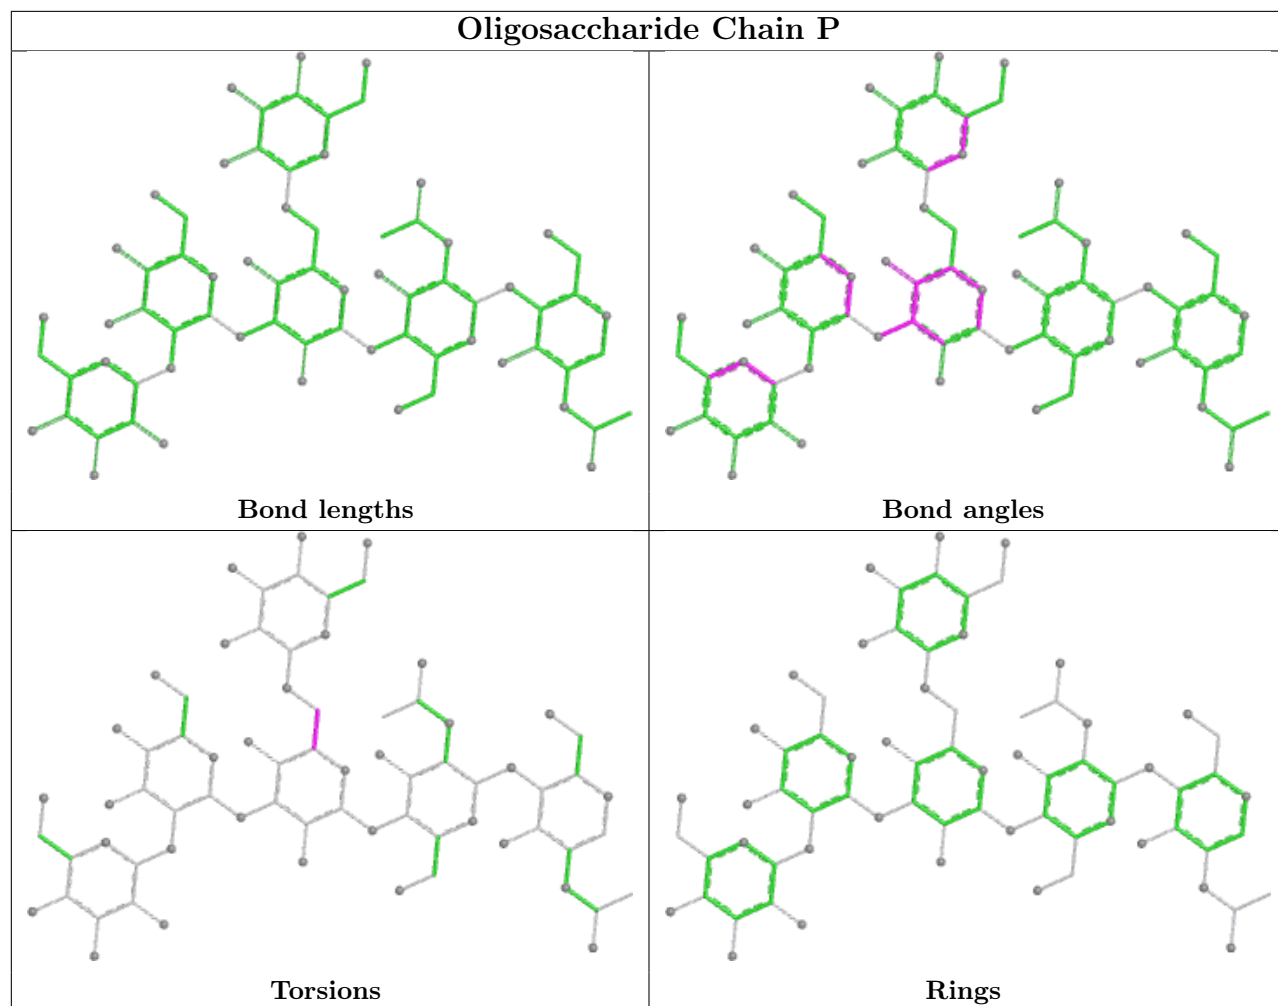 Oligosaccharide Chain P
Bond lengths
Bond angles
Torsions
Rings